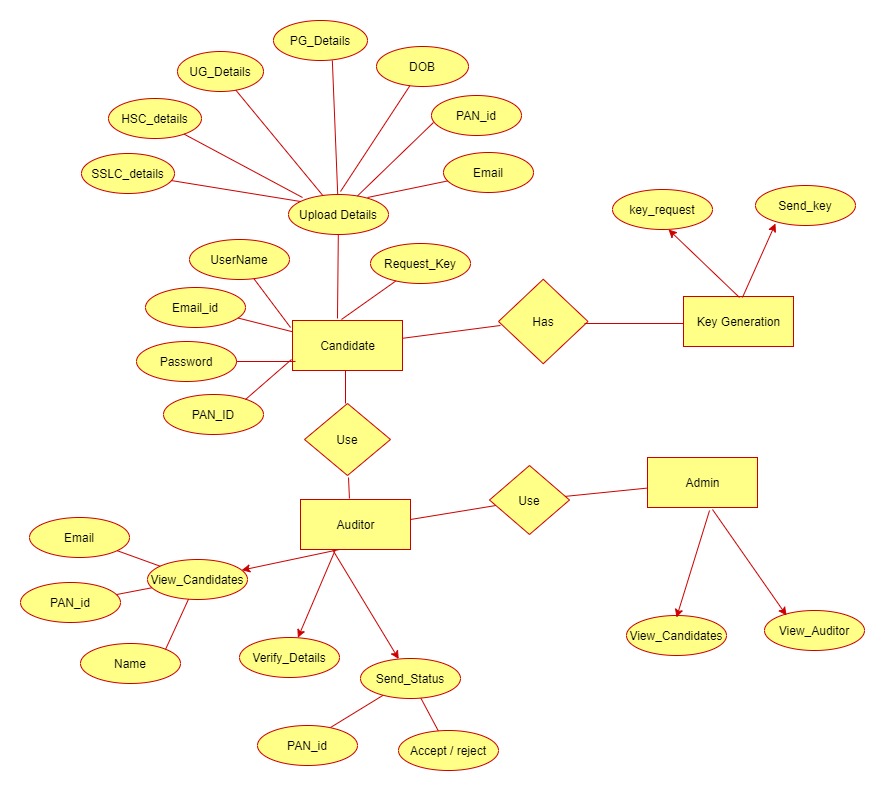 PG_Details
DOB
UG_Details
HSC_details
PAN_id
SSLC_details
Email
Upload Details
key_request
Send_key
UserName
Request_Key
Email_id
Has
Key Generation
Candidate
Password
PAN_ID
Use
Admin
Use
Auditor
Email
View_Candidates
PAN_id
Name
Verify_Details
Send_Status
View_Candidates
View_Auditor
PAN_id
Accept / reject